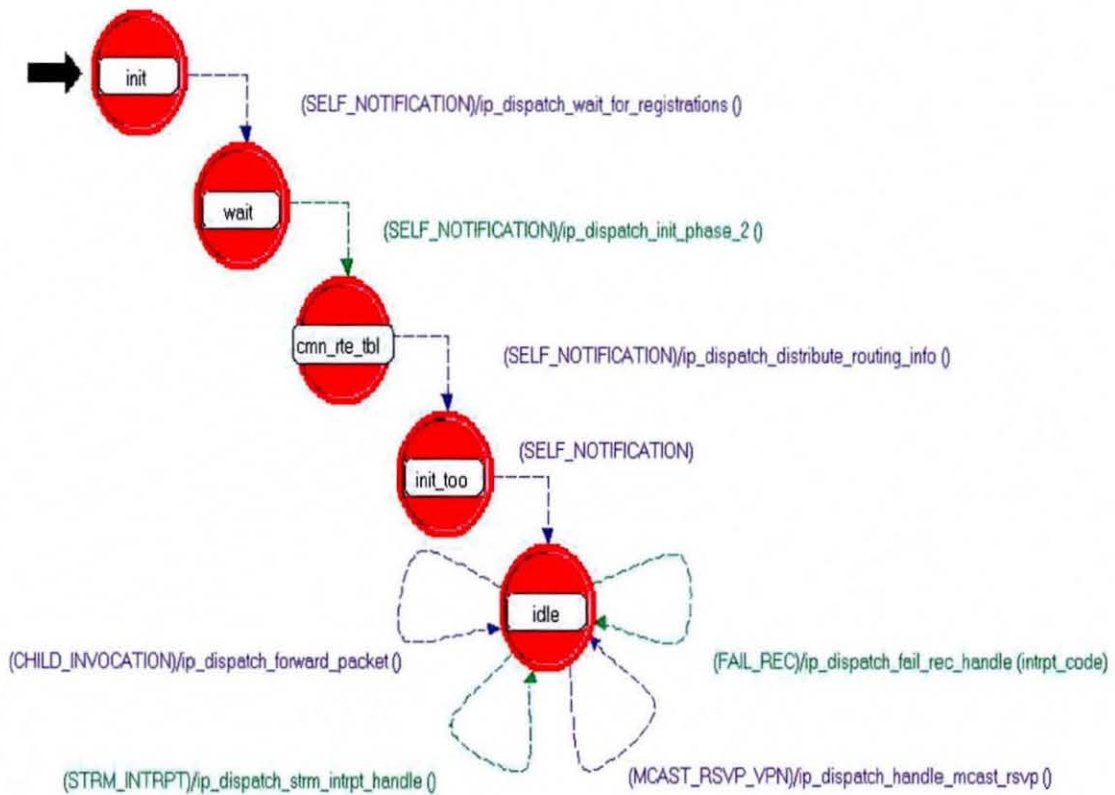 init
(SELF_NOTIFICATION)/ip_dispatch_wait_for_registrations ()
wait
(SELF_NOTIFICATION)/ip_dispatch_init_phase_2 ()
cmn_rte_tbl
(SELF_NOTIFICATION)/ip_dispatch_distribute_routing_info ()
(SELF_NOTIFICATION)
init_too
idle
(CHILD_INVOCATION)/ip_dispatch_forward_packet ()
(FAIL_REC)/ip_dispatch_fail_rec_handle (intrpt_code)
(STRM_INTRPT)/ip_dispatch_strm_intrpt_handle ()
(MCAST_RSVP_VPN)/ip_dispatch_handle_mcast_rsvp ()